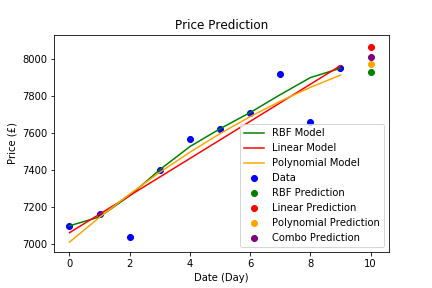 Price Prediction
8000
7800
7600
7400
7200
7000
Price (£)
0
2
4
6
8
10
Date (Day)
RBF Model
Linear Model
Polynomial Model
Data
RBF Prediction
Linear Prediction
Polynomial Prediction
Combo Prediction